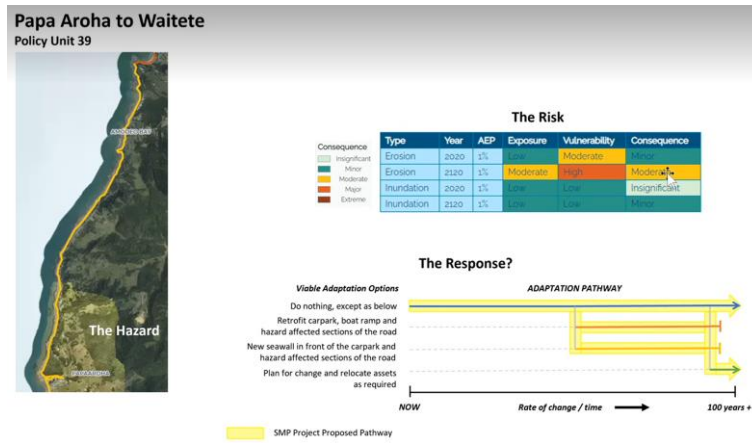 Papa Aroha to Waitete
Policy Unit 39
AMODEO BAY
The Hazard
PAPA AROHA
The Risk
Consequence
Insignificant
Minor
Moderate
Major
Extreme
Type Year AEP Exposure Vulnerability Consequence
Erosion 2020 1% Low Moderate Minor
Erosion 2120 1% Moderate High Moderate
Inundation 2020 1% Low Low Insignificant
Inundation 2120 1% Low Low Minor
The Response?
Viable Adaptation Options ADAPTATION PATHWAY
Do nothing, except as below
Retrofit carpark, boat ramp and
hazard affected sections of the road
New seawall in front of the carpark and
hazard affected sections of the road
Plan for change and relocate assets
as required
NOW Rate of change / time 100 years +
SMP Project Proposed Pathway